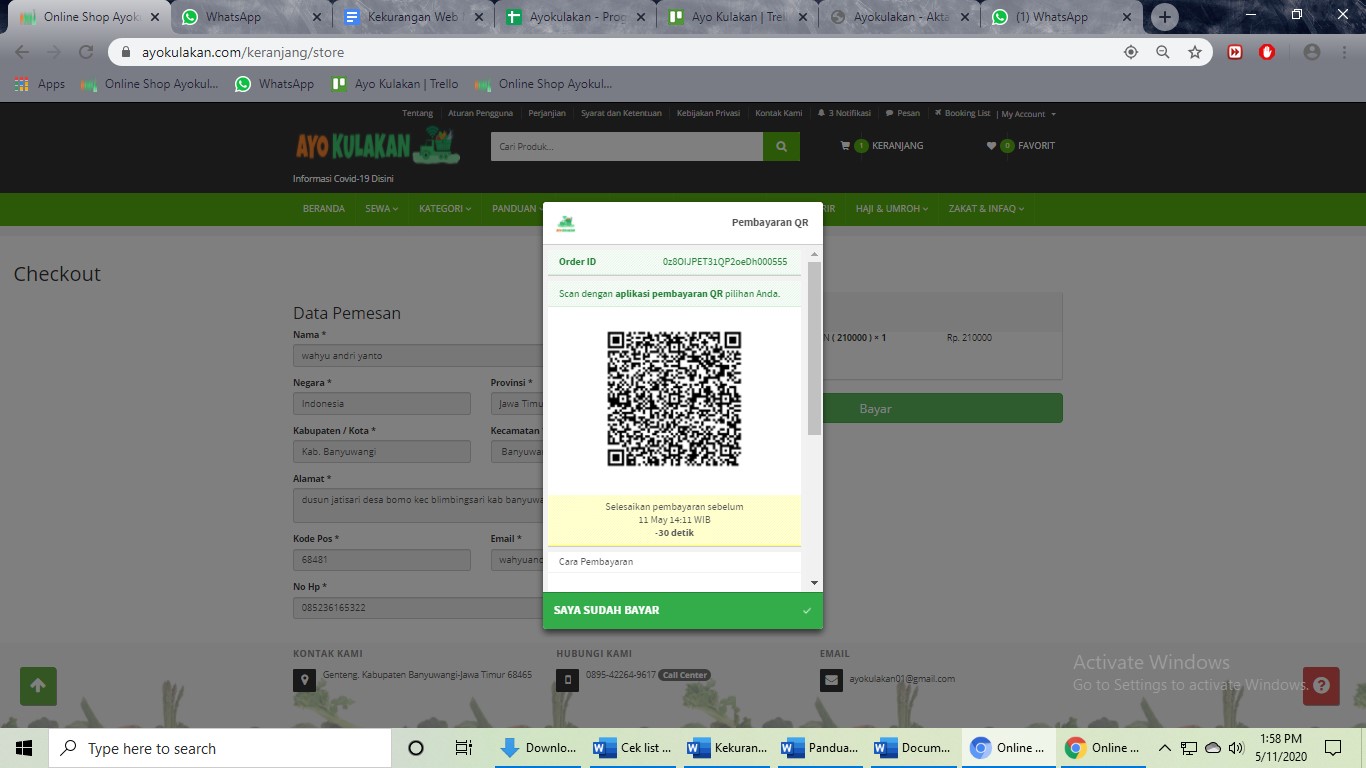 Online Shop Ayok
WhatsApp
Kekurangan Web
Ayokulakan - Prog
Ayo Kulakan | Trel
Ayokulakan - Akta
(1) WhatsApp
ayokulakan.com/keranjang/store
Apps
Online Shop Ayokul...
WhatsApp
Ayo Kulakan | Trello
Online Shop Ayokul...
Tentang
Aturan Pengguna
Perjanjian
Syarat dan Ketentuan
Kebijakan Privasi
Kontak Kami
3 Notifikasi
Pesan
Booking List
| My Account
AYO KULAKAN
Cari Produk...
1 KERANJANG
0 FAVORIT
Informasi Covid-19 Disini
BERANDA
SEWA
KATEGORI
PANDUAN
RIR
HAJI & UMROH
ZAKAT & INFAQ
Pembayaran QR
Order ID
0z8OIJPET31QP2oeDh000555
Scan dengan aplikasi pembayaran QR pilihan Anda.
Selesaikan pembayaran sebelum
11 May 14:11 WIB
-30 detik
Cara Pembayaran
SAYA SUDAH BAYAR
Checkout
Data Pemesan
Nama *
wahyu andri yanto
Negara *
Provinsi *
Indonesia
Jawa Timu
Kabupaten / Kota *
Kecamatan
Kab. Banyuwangi
Banyuwa
Alamat *
dusun jatisari desa bomo kec blimbingsari kab banyuwa
Kode Pos *
Email *
68481
wahyuand
No Hp *
085236165322
N ( 210000 ) × 1
Rp. 210000
Bayar
KONTAK KAMI
Genteng. Kabupaten Banyuwangi-Jawa Timur 68465
HUBUNGI KAMI
0895-42264-9617 Call Center
EMAIL
ayokulakan01@gmail.com
Activate Windows
Go to Settings to activate Windows.
Type here to search
Downlo...
Cek list ...
Kekuran...
Pandua...
Docum...
Online ...
Online ...
1:58 PM
5/11/2020